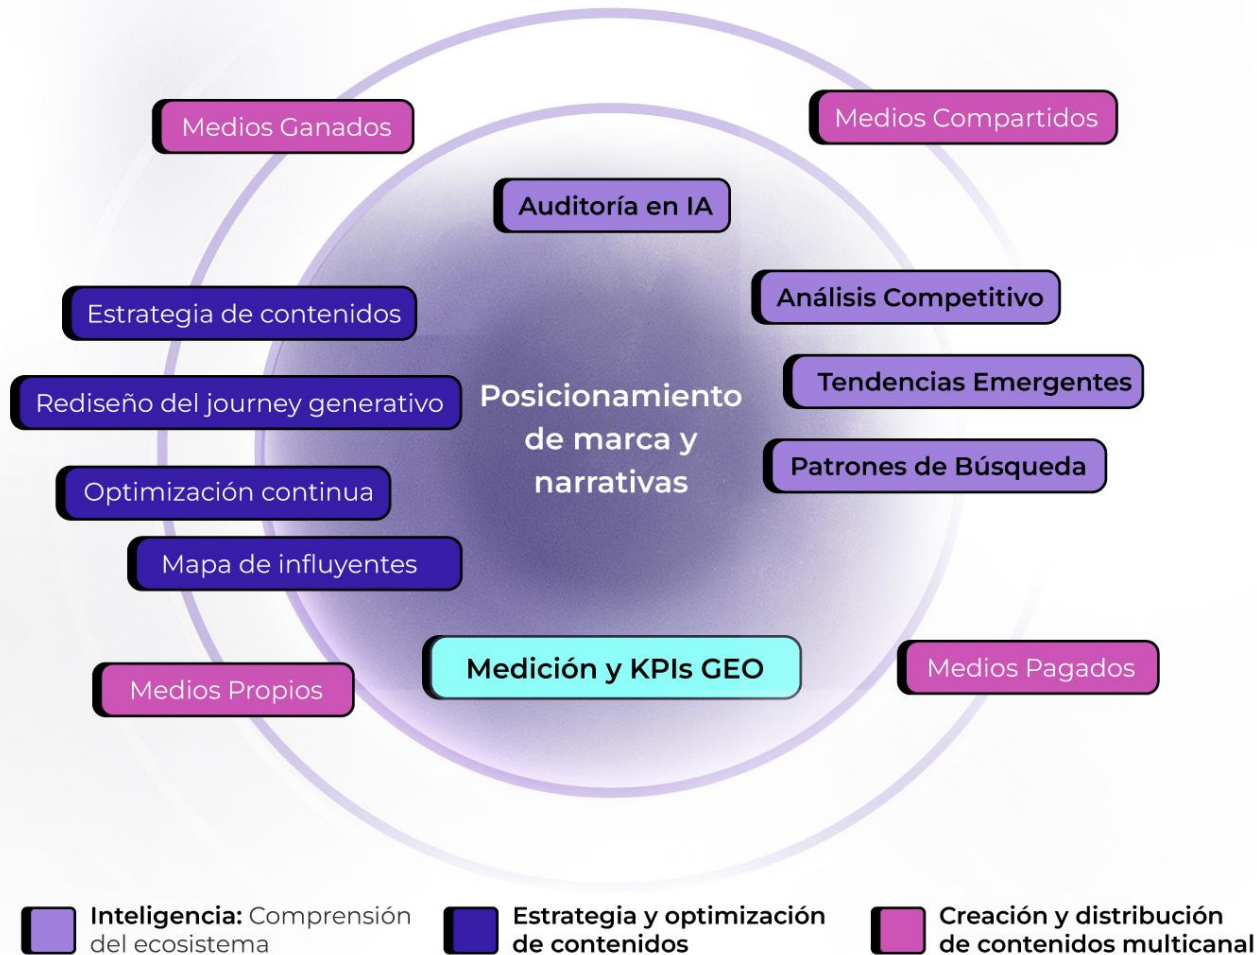 Medios Ganados
Medios Compartidos
Auditoría en IA
Análisis Competitivo
Estrategia de contenidos
Tendencias Emergentes
Rediseño del journey generativo
Posicionamiento
de marca y
narrativas
Patrones de Búsqueda
Optimización continua
Mapa de influyentes
Medición y KPIs GEO
Medios Propios
Medios Pagados
Inteligencia: Comprensión
del ecosistema
Estrategia y optimización
de contenidos
Creación y distribución
de contenidos multicanal